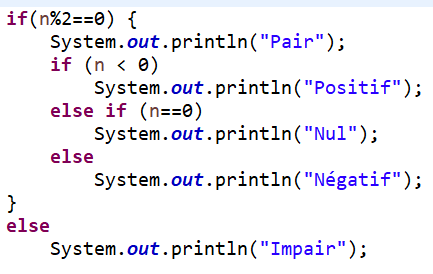 if(n%2==0) {
    System.out.println("Pair");
    if (n < 0)
        System.out.println("Positif");
    else if (n==0)
        System.out.println("Nul");
    else
        System.out.println("Négatif");
}
else
    System.out.println("Impair");